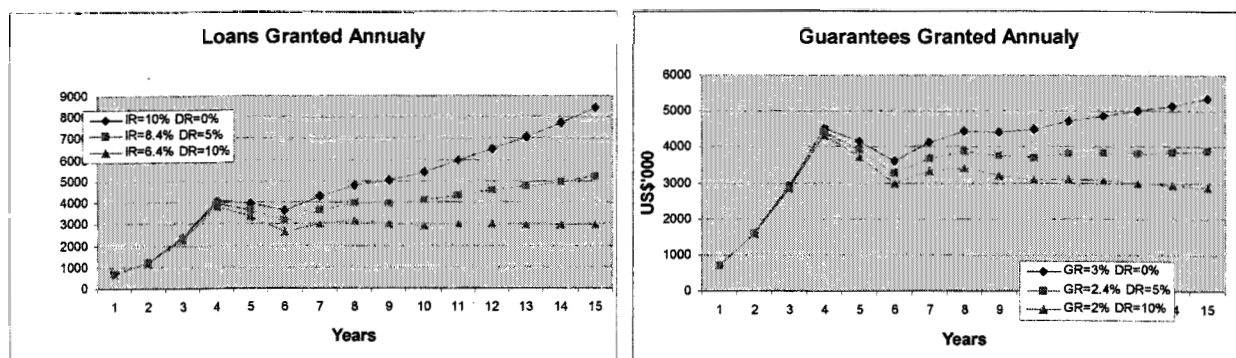 Loans Granted Annualy
9000
8000
7000
6000
5000
4000
3000
2000
1000
0
IR=10% DR=0%
IR=8.4% DR=5%
IR=6.4% DR=10%
1 2 3 4 5 6 7 8 9 10 11 12 13 14 15
Years
Guarantees Granted Annualy
US$'000
6000
5000
4000
3000
2000
1000
0
GR=3% DR=0%
GR=2.4% DR=5%
GR=2% DR=10%
1 2 3 4 5 6 7 8 9 4 15
Years